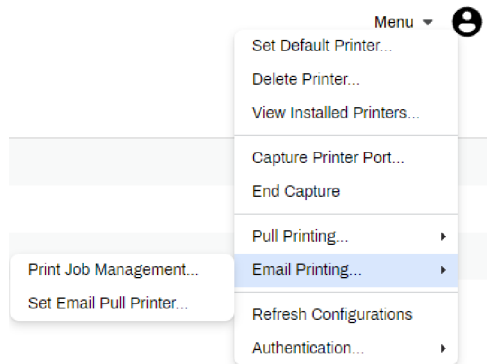 Menu
Set Default Printer...
Delete Printer...
View Installed Printers...
Capture Printer Port...
End Capture
Pull Printing...
Email Printing...
Print Job Management...
Set Email Pull Printer...
Refresh Configurations
Authentication...